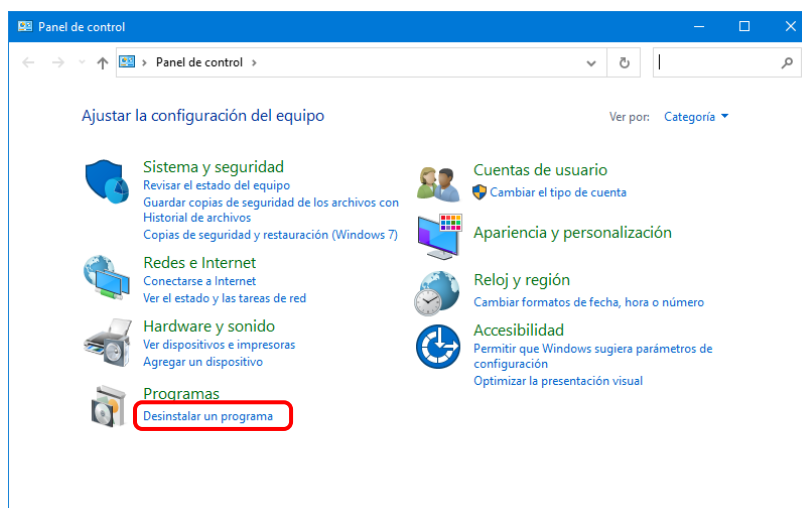 Panel de control
Panel de control
Ajustar la configuración del equipo
Ver por: Categoría
Sistema y seguridad
Revisar el estado del equipo
Guardar copias de seguridad de los archivos con
Historial de archivos
Copias de seguridad y restauración (Windows 7)
Redes e Internet
Conectarse a Internet
Ver el estado y las tareas de red
Hardware y sonido
Ver dispositivos e impresoras
Agregar un dispositivo
Programas
Desinstalar un programa
Cuentas de usuario
Cambiar el tipo de cuenta
Apariencia y personalización
Reloj y región
Cambiar formatos de fecha, hora o número
Accesibilidad
Permitir que Windows sugiera parámetros de
configuración
Optimizar la presentación visual